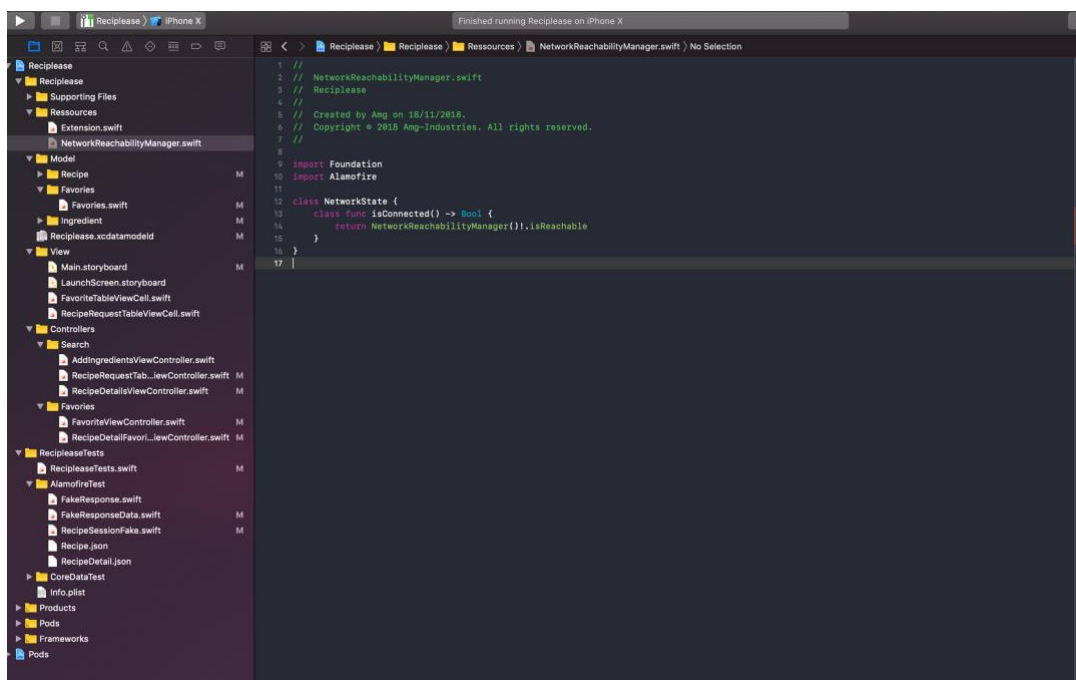 Reciplease 〉 iPhone X
Finished running Reciplease on iPhone X
Reciplease 〉 Reciplease 〉 Ressources 〉 NetworkReachabilityManager.swift 〉 No Selection
Reciplease
Reciplease
Supporting Files
Ressources
Extension.swift
NetworkReachabilityManager.swift
Model
Recipe M
Favories
Favories.swift M
Ingredient M
Reciplease.xcdatamodeld M
View
Main.storyboard M
LaunchScreen.storyboard
FavoriteTableViewCell.swift
RecipeRequestTableViewCell.swift
Controllers
Search
AddIngredientsViewController.swift
RecipeRequestTab...iewController.swift M
RecipeDetailsViewController.swift M
Favories
FavoriteViewController.swift M
RecipeDetailFavori...iewController.swift M
RecipleaseTests
RecipleaseTests.swift M
AlamofireTest
FakeResponse.swift
FakeResponseData.swift M
RecipeSessionFake.swift M
Recipe.json
RecipeDetail.json
CoreDataTest
Info.plist
Products
Pods
Frameworks
Pods
1 //
2 // NetworkReachabilityManager.swift
3 // Reciplease
4 //
5 // Created by Amg on 18/11/2018.
6 // Copyright © 2018 Amg-Industries. All rights reserved.
7 //
8
9 import Foundation
10 import Alamofire
11
12 class NetworkState {
13 class func isConnected() -> Bool {
14 return NetworkReachabilityManager()!.isReachable
15 }
16 }
17